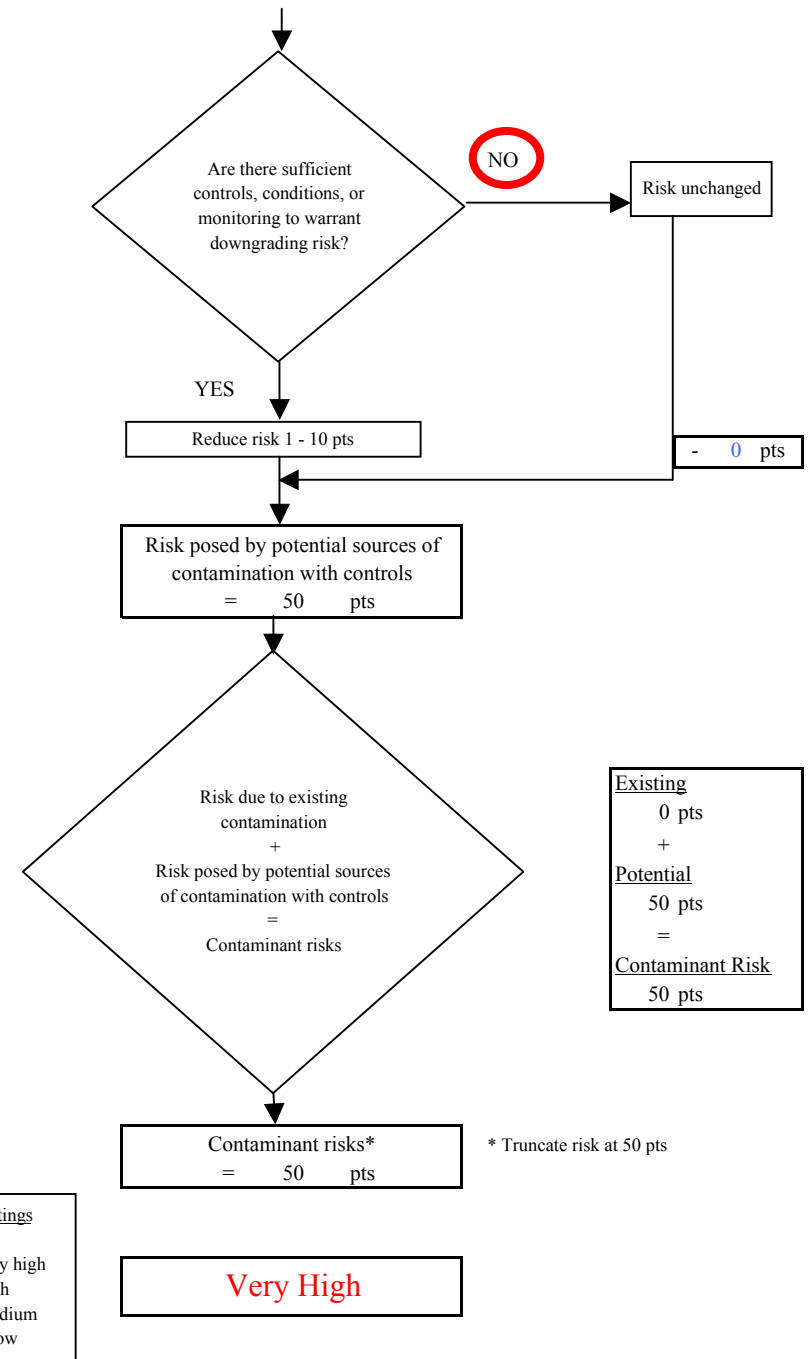 Are there sufficient
controls, conditions, or
monitoring to warrant
downgrading risk?
NO
Risk unchanged
YES
Reduce risk 1 - 10 pts
- 0 pts
Risk posed by potential sources of
contamination with controls
= 50 pts
Risk due to existing
contamination
+
Risk posed by potential sources
of contamination with controls
=
Contaminant risks
Existing
0 pts
+
Potential
50 pts
=
Contaminant Risk
50 pts
Contaminant risks*
= 50 pts
* Truncate risk at 50 pts
high
Very High